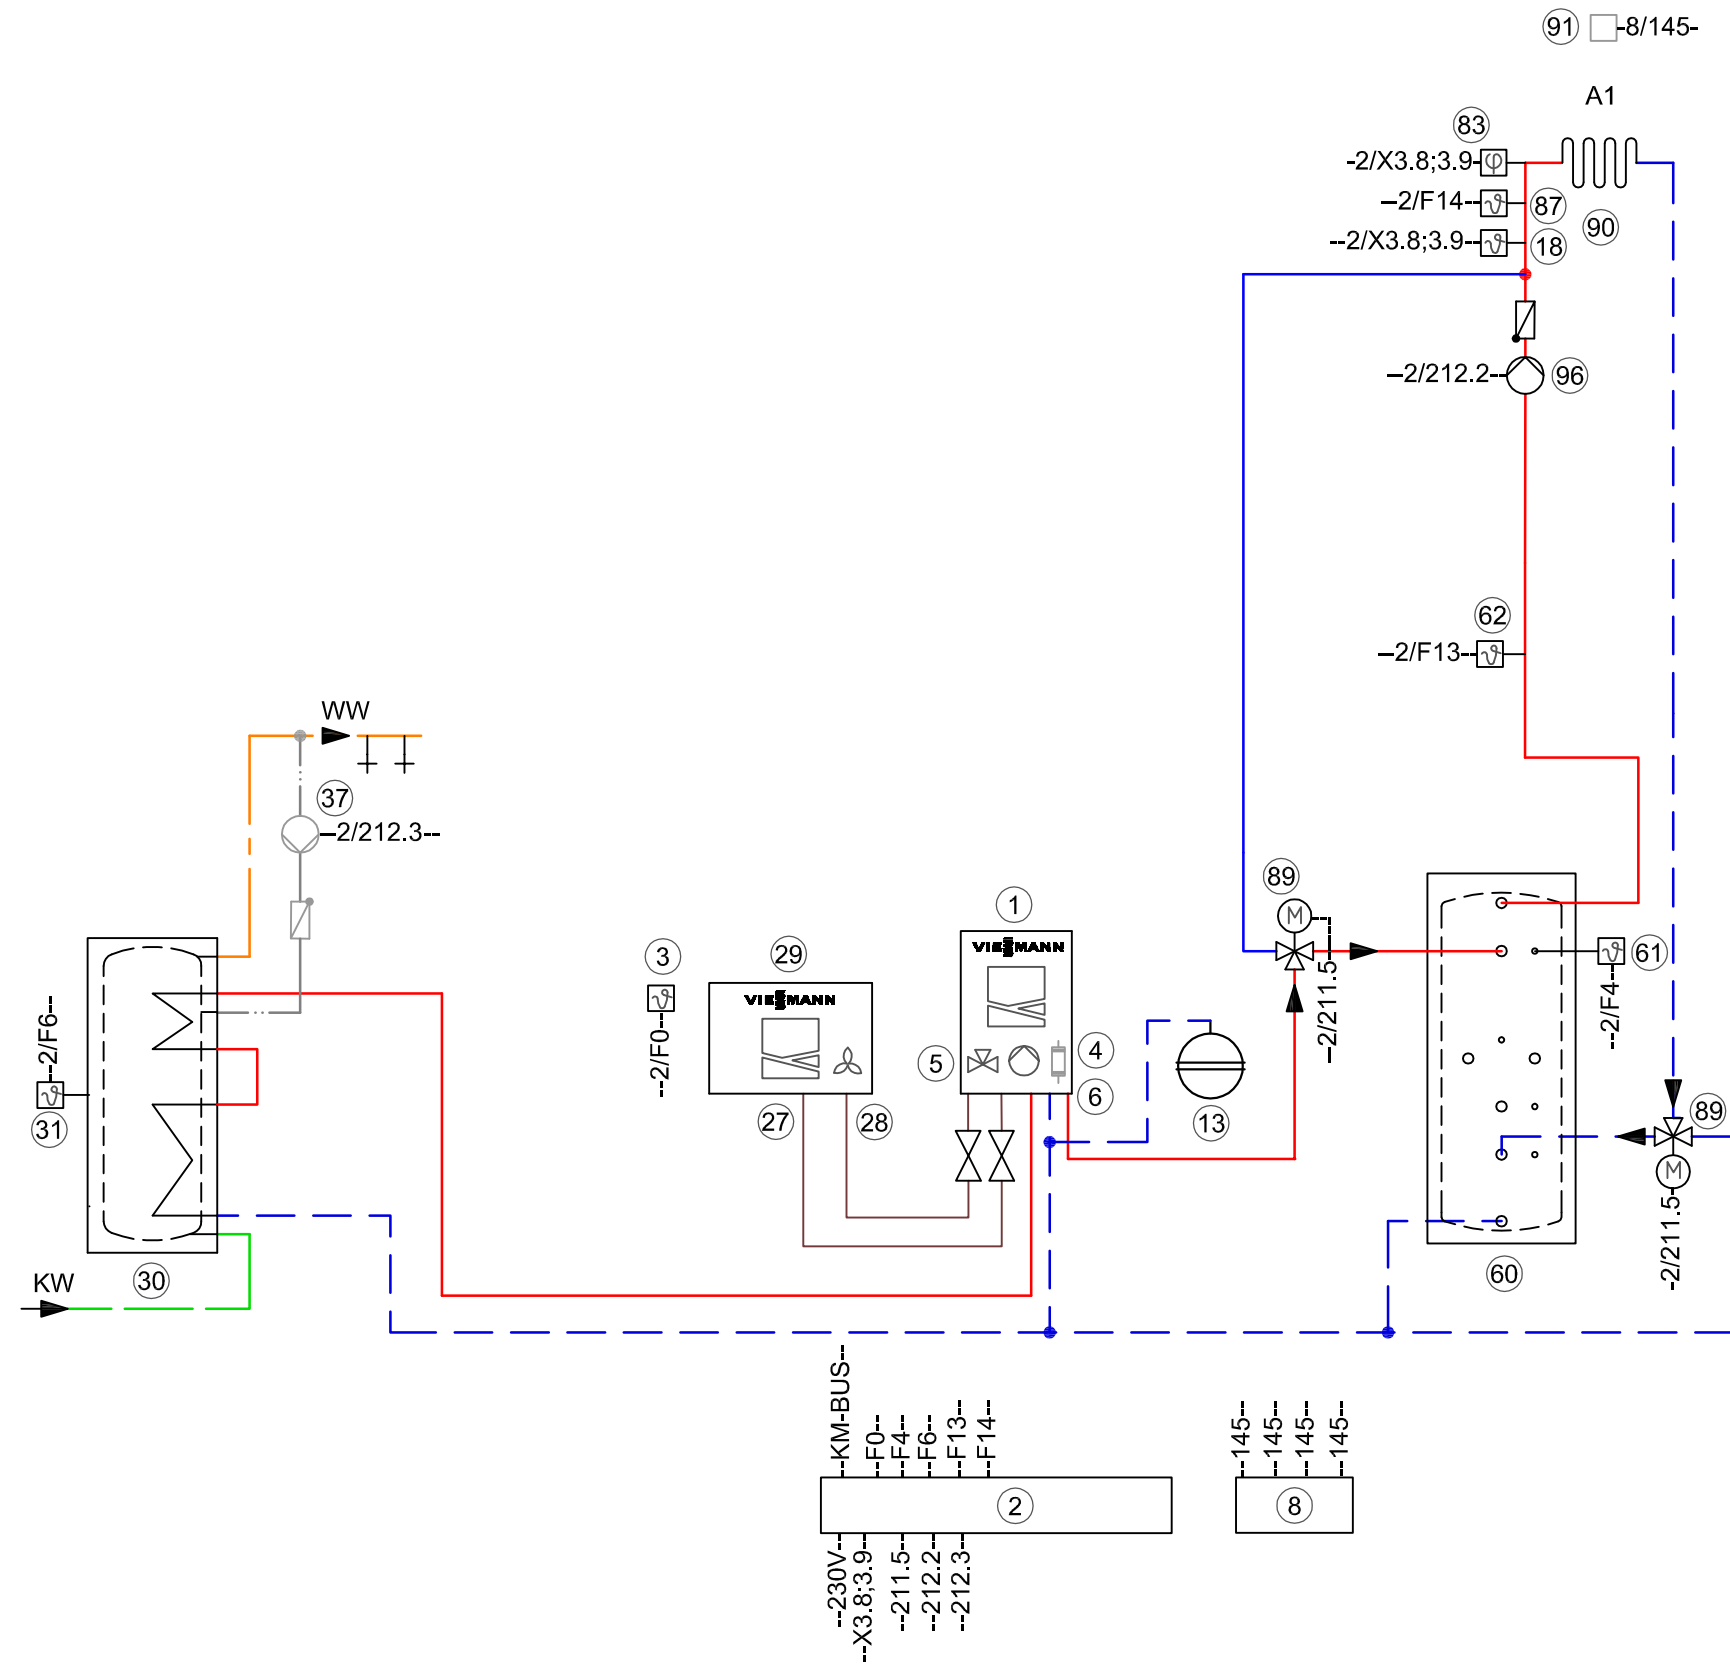 91 -8/145-
A1
83
-2/X3.8;3.9-
φ
-2/F14--
87
--2/X3.8;3.9--
18
90
-2/212.2--
96
62
-2/F13--
WW
37
-2/212.3--
89
M
--2/211.5--
1
VIESSMANN
3
--2/F0--
29
VIESSMANN
5
4
6
27
28
13
61
--2/F4--
89
M
-2/211.5--
--2/F6--
31
30
KW
60
KM-BUS--
--F0--
--F4--
--F6--
--F13--
--F14--
2
--230V--
--X3.8;3.9--
--211.5--
--212.2--
--212.3--
--145--
--145--
--145--
--145--
8